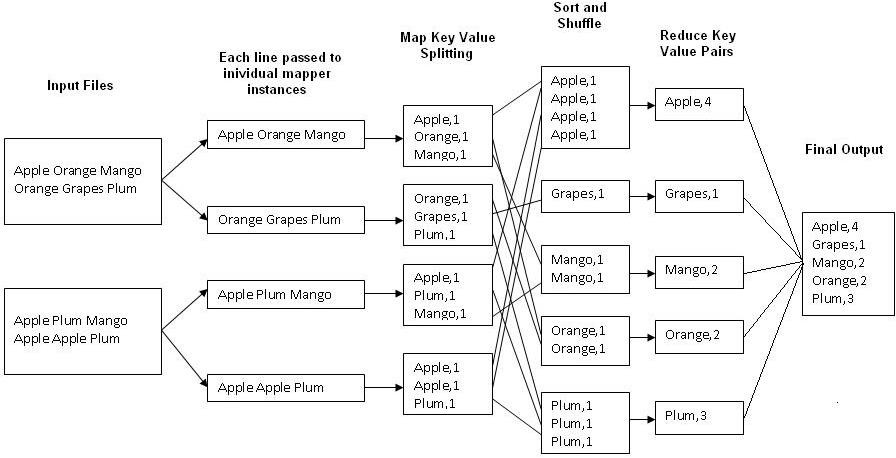 Input Files
Each line passed to
inividual mapper
instances
Map Key Value
Splitting
Sort and
Shuffle
Reduce Key
Value Pairs
Final Output
Apple Orange Mango
Orange Grapes Plum
Apple Plum Mango
Apple Apple Plum
Apple Orange Mango
Orange Grapes Plum
Apple Plum Mango
Apple Apple Plum
Apple,1
Orange,1
Mango,1
Orange,1
Grapes,1
Plum,1
Apple,1
Plum,1
Mango,1
Apple,1
Apple,1
Plum,1
Apple,1
Apple,1
Apple,1
Apple,1
Grapes,1
Mango,1
Mango,1
Orange,1
Orange,1
Plum,1
Plum,1
Plum,1
Apple,4
Grapes,1
Mango,2
Orange,2
Plum,3
Apple,4
Grapes,1
Mango,2
Orange,2
Plum,3